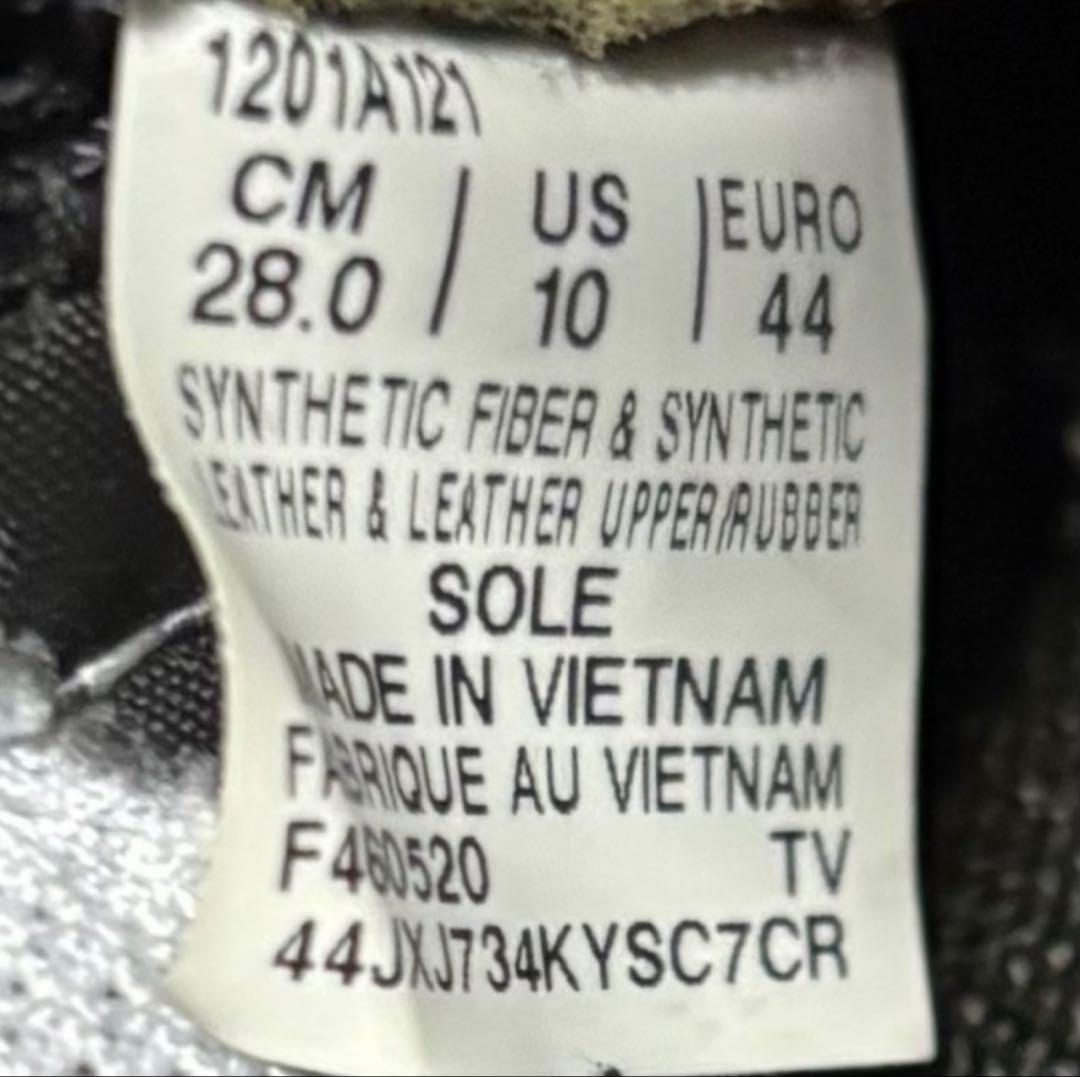 1201A121
CM / US | EURO
28.0 10 44
SYNTHETIC FIBER & SYNTHETIC
LEATHER & LEATHER UPPER/RUBBER
SOLE
MADE IN VIETNAM
FABRIQUE AU VIETNAM
F460520 TV
44JXJ734KYSC7CR